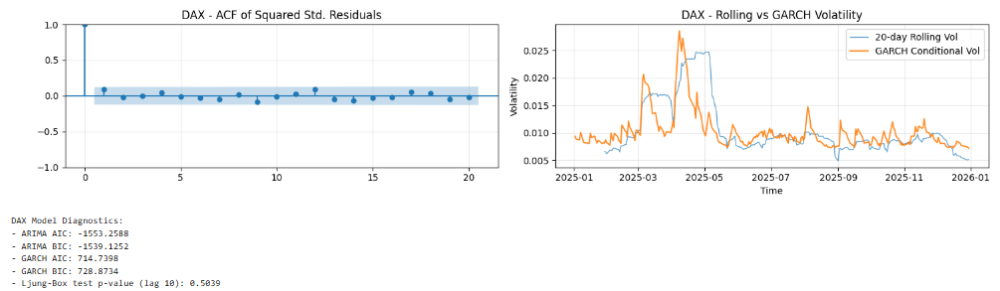 DAX - ACF of Squared Std. Residuals
1.0
0.5
0.0
−0.5
−1.0
0
5
10
15
20
DAX - Rolling vs GARCH Volatility
20-day Rolling Vol
GARCH Conditional Vol
Volatility
0.025
0.020
0.015
0.010
0.005
2025-01
2025-03
2025-05
2025-07
2025-09
2025-11
2026-01
Time
DAX Model Diagnostics:
- ARIMA AIC: -1553.2588
- ARIMA BIC: -1539.1252
- GARCH AIC: 714.7398
- GARCH BIC: 728.8734
- Ljung-Box test p-value (lag 10): 0.5039